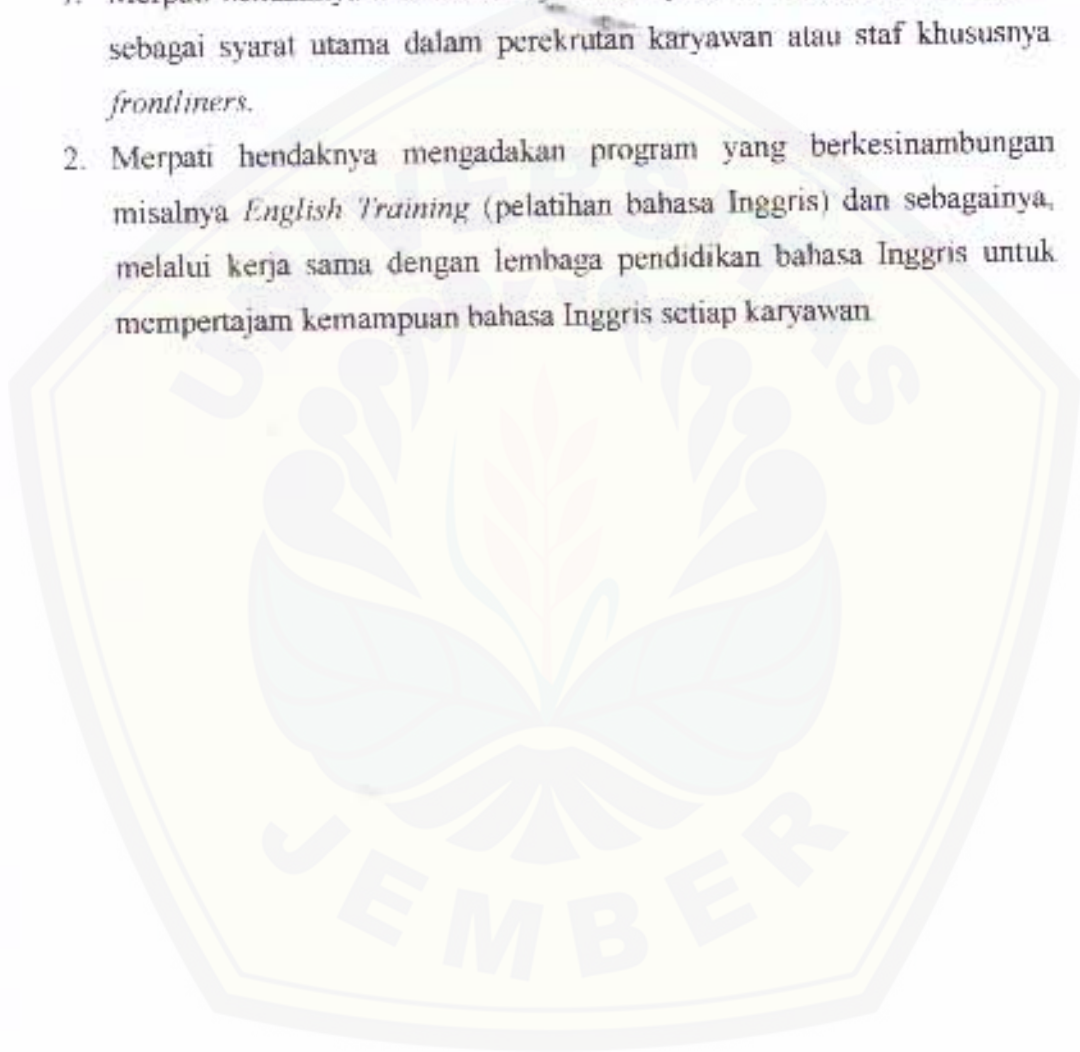 sebagai syarat utama dalam perekrutan karyawan atau staf khususnya
frontliners.
2. Merpati hendaknya mengadakan program yang berkesinambungan
misalnya English Training (pelatihan bahasa Inggris) dan sebagainya,
melalui kerja sama dengan lembaga pendidikan bahasa Inggris untuk
mempertajam kemampuan bahasa Inggris setiap karyawan
UNIVERSITAS
JEMBER